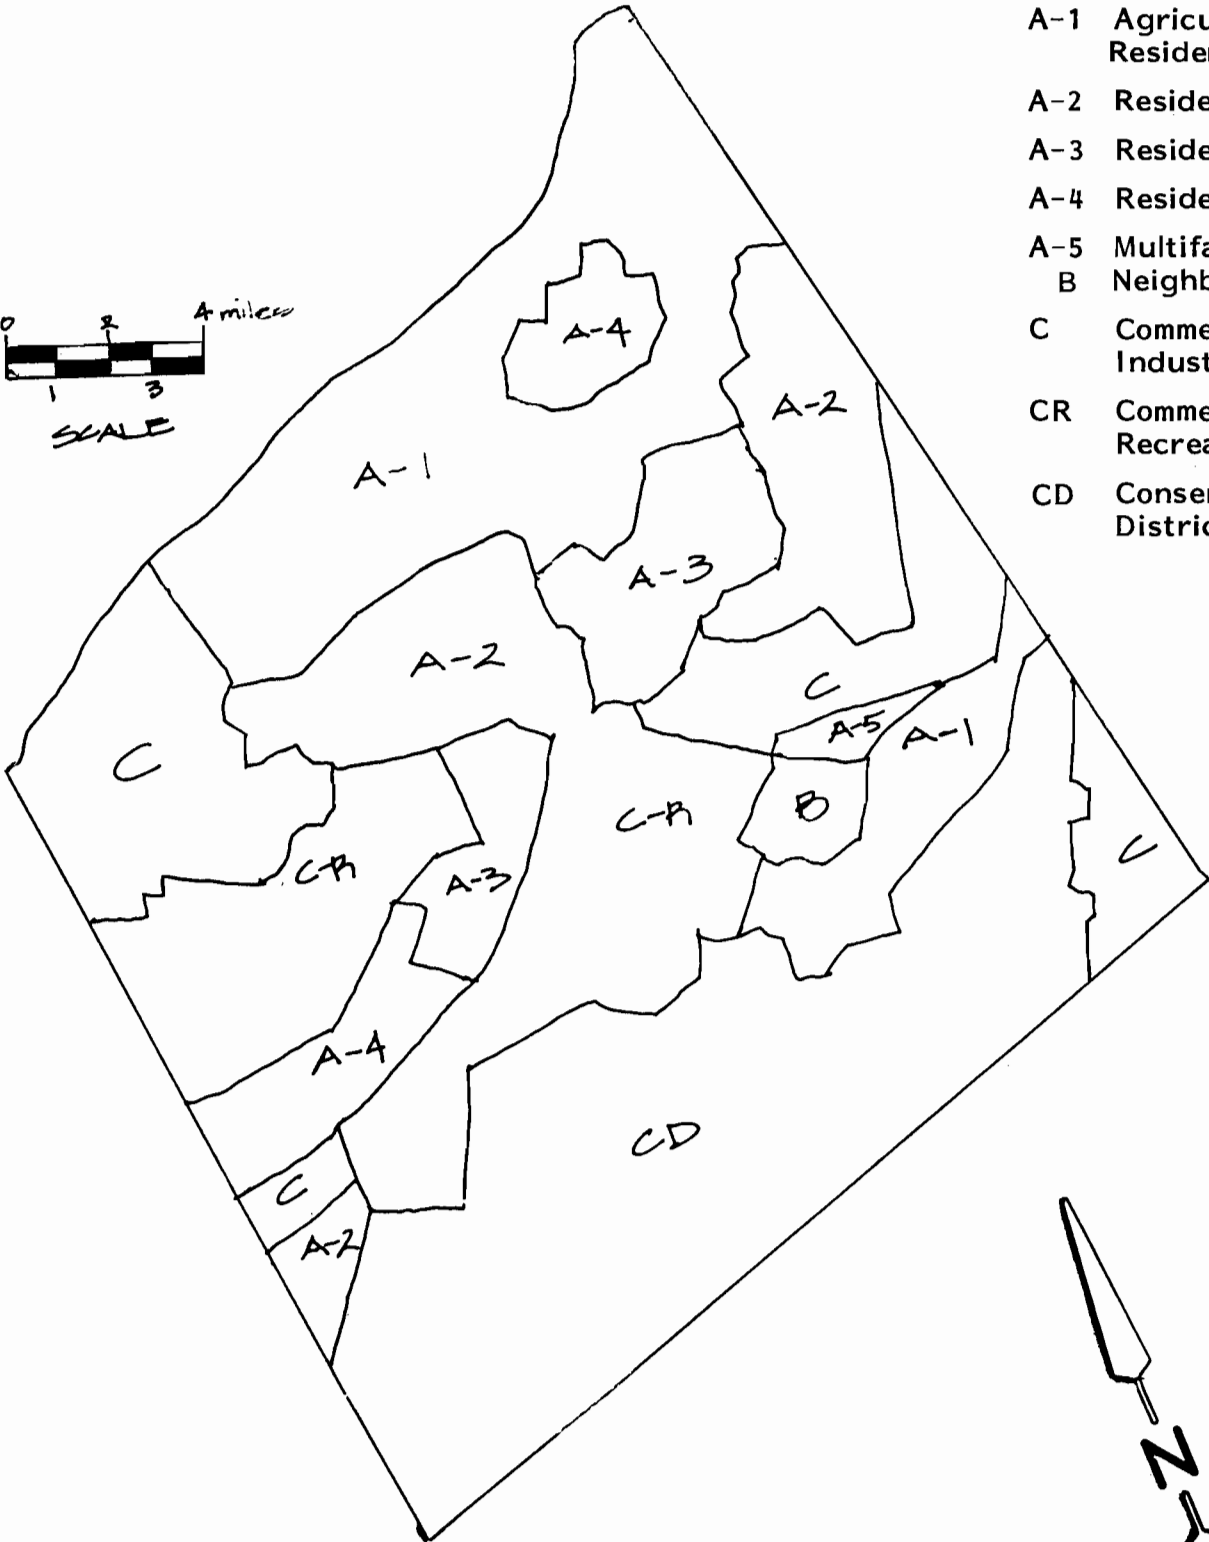 A-1 Agricu
Reside
A-2 Reside
A-3 Reside
A-4 Reside
A-5 Multifa
B Neighb
C Comme
Indust
CR Comme
Recrea
CD Conser
Distric
0 2 4 miles
1 3
SCALE
A-4
A-2
A-1
A-3
A-2
C
A-5
A-1
C
C-R
B
C
C-R
A-3
A-4
CD
C
A-2
N